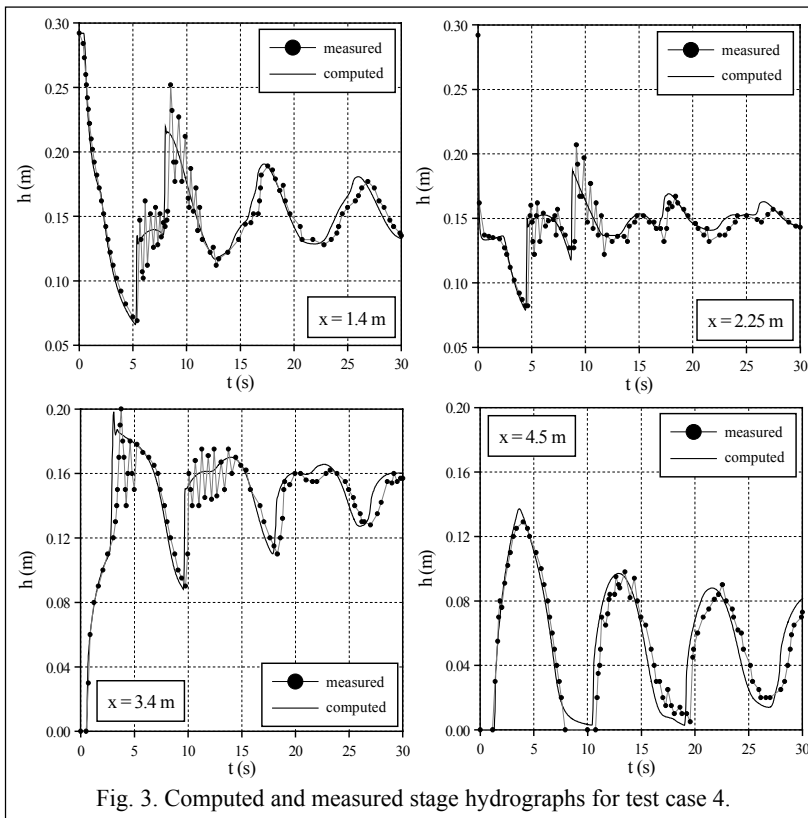 0.30
0.25
0.20
0.15
0.10
0.05
h (m)
measured
computed
x = 1.4 m
0 5 10 15 20 25 30
t (s)
0.30
0.25
0.20
0.15
0.10
0.05
h (m)
measured
computed
x = 2.25 m
0 5 10 15 20 25 30
t (s)
0.20
0.16
0.12
0.08
0.04
0.00
h (m)
x = 3.4 m
measured
computed
0 5 10 15 20 25 30
t (s)
0.20
0.16
0.12
0.08
0.04
0.00
h (m)
x = 4.5 m
measured
computed
0 5 10 15 20 25 30
t (s)
Fig. 3. Computed and measured stage hydrographs for test case 4.